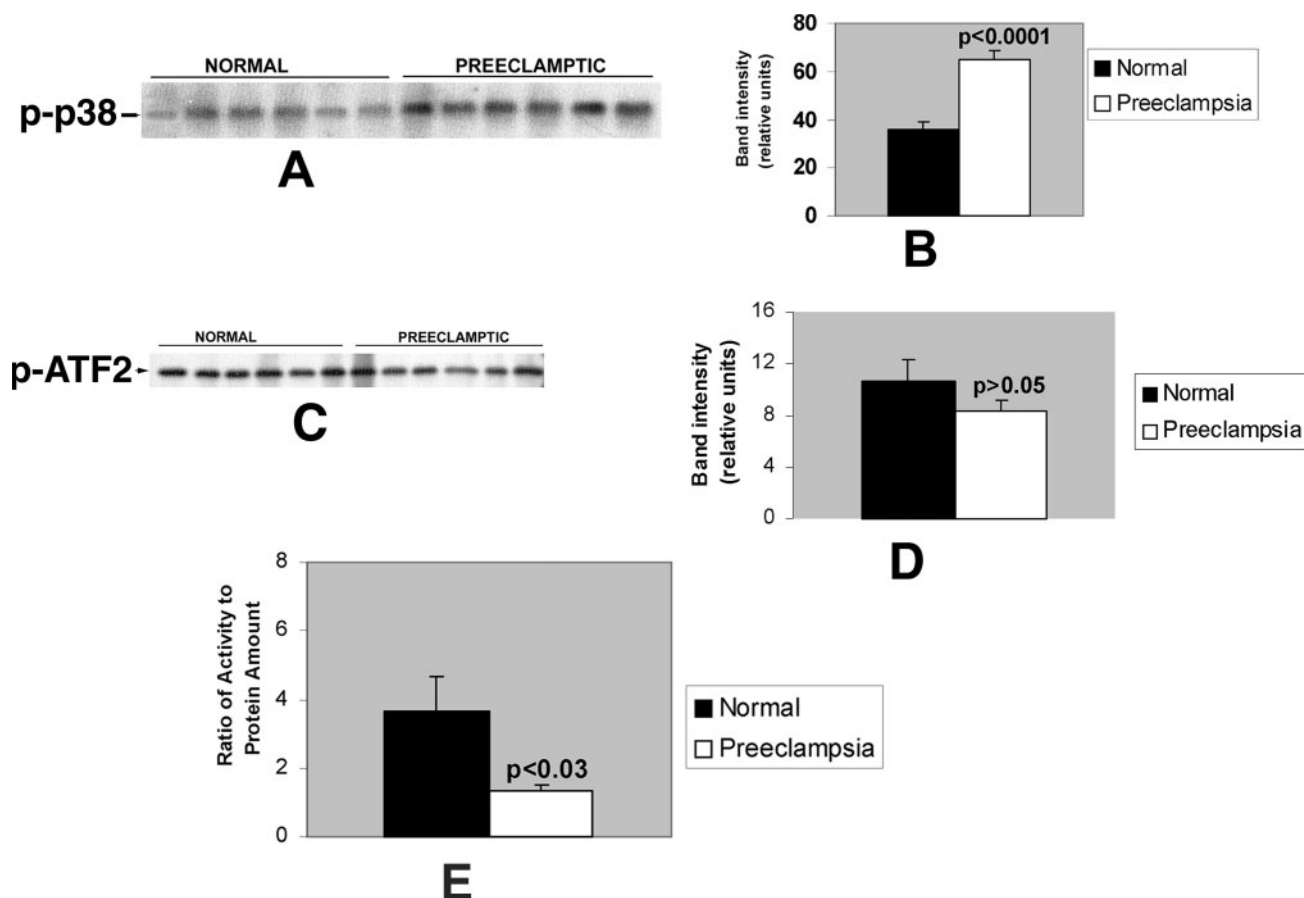 NORMAL PREECLAMPTIC
p-p38
A
80
60
40
20
0
Band intensity
(relative units)
p<0.0001
Normal
Preeclampsia
B
NORMAL PREECLAMPTIC
p-ATF2
C
16
12
8
4
0
Band intensity
(relative units)
p>0.05
Normal
Preeclampsia
D
8
6
4
2
0
Ratio of Activity to
Protein Amount
p<0.03
Normal
Preeclampsia
E